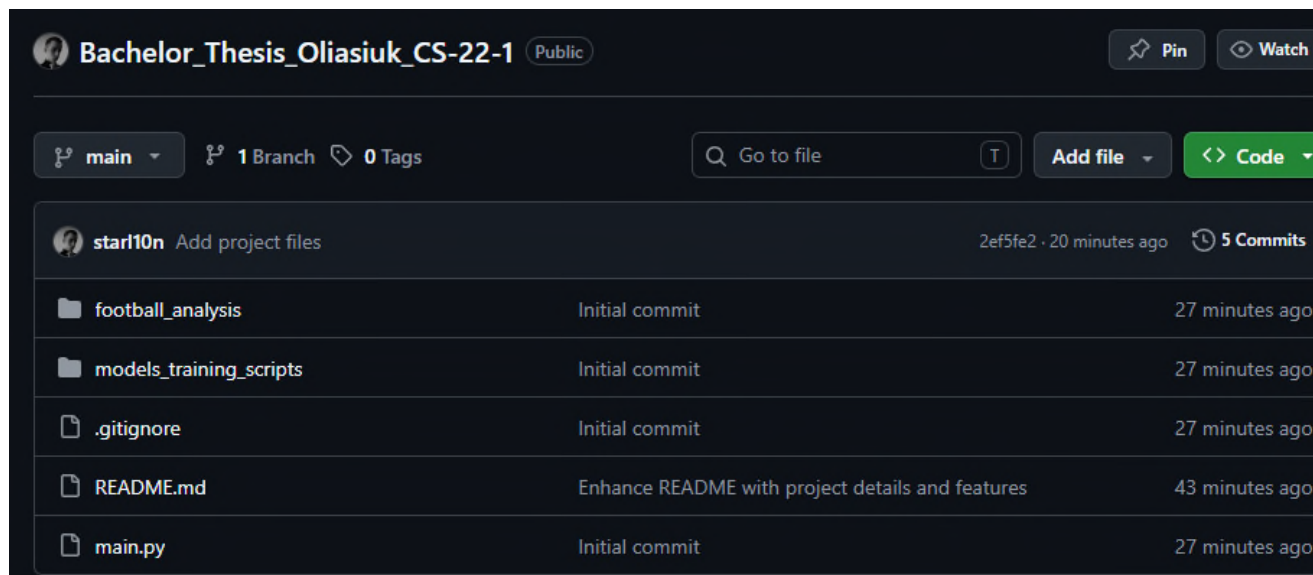 Bachelor_Thesis_Oliasiuk_CS-22-1 Public Pin Watch
main 1 Branch 0 Tags Go to file T Add file Code
starl10n Add project files 2ef5fe2 · 20 minutes ago 5 Commits
football_analysis Initial commit 27 minutes ago
models_training_scripts Initial commit 27 minutes ago
.gitignore Initial commit 27 minutes ago
README.md Enhance README with project details and features 43 minutes ago
main.py Initial commit 27 minutes ago